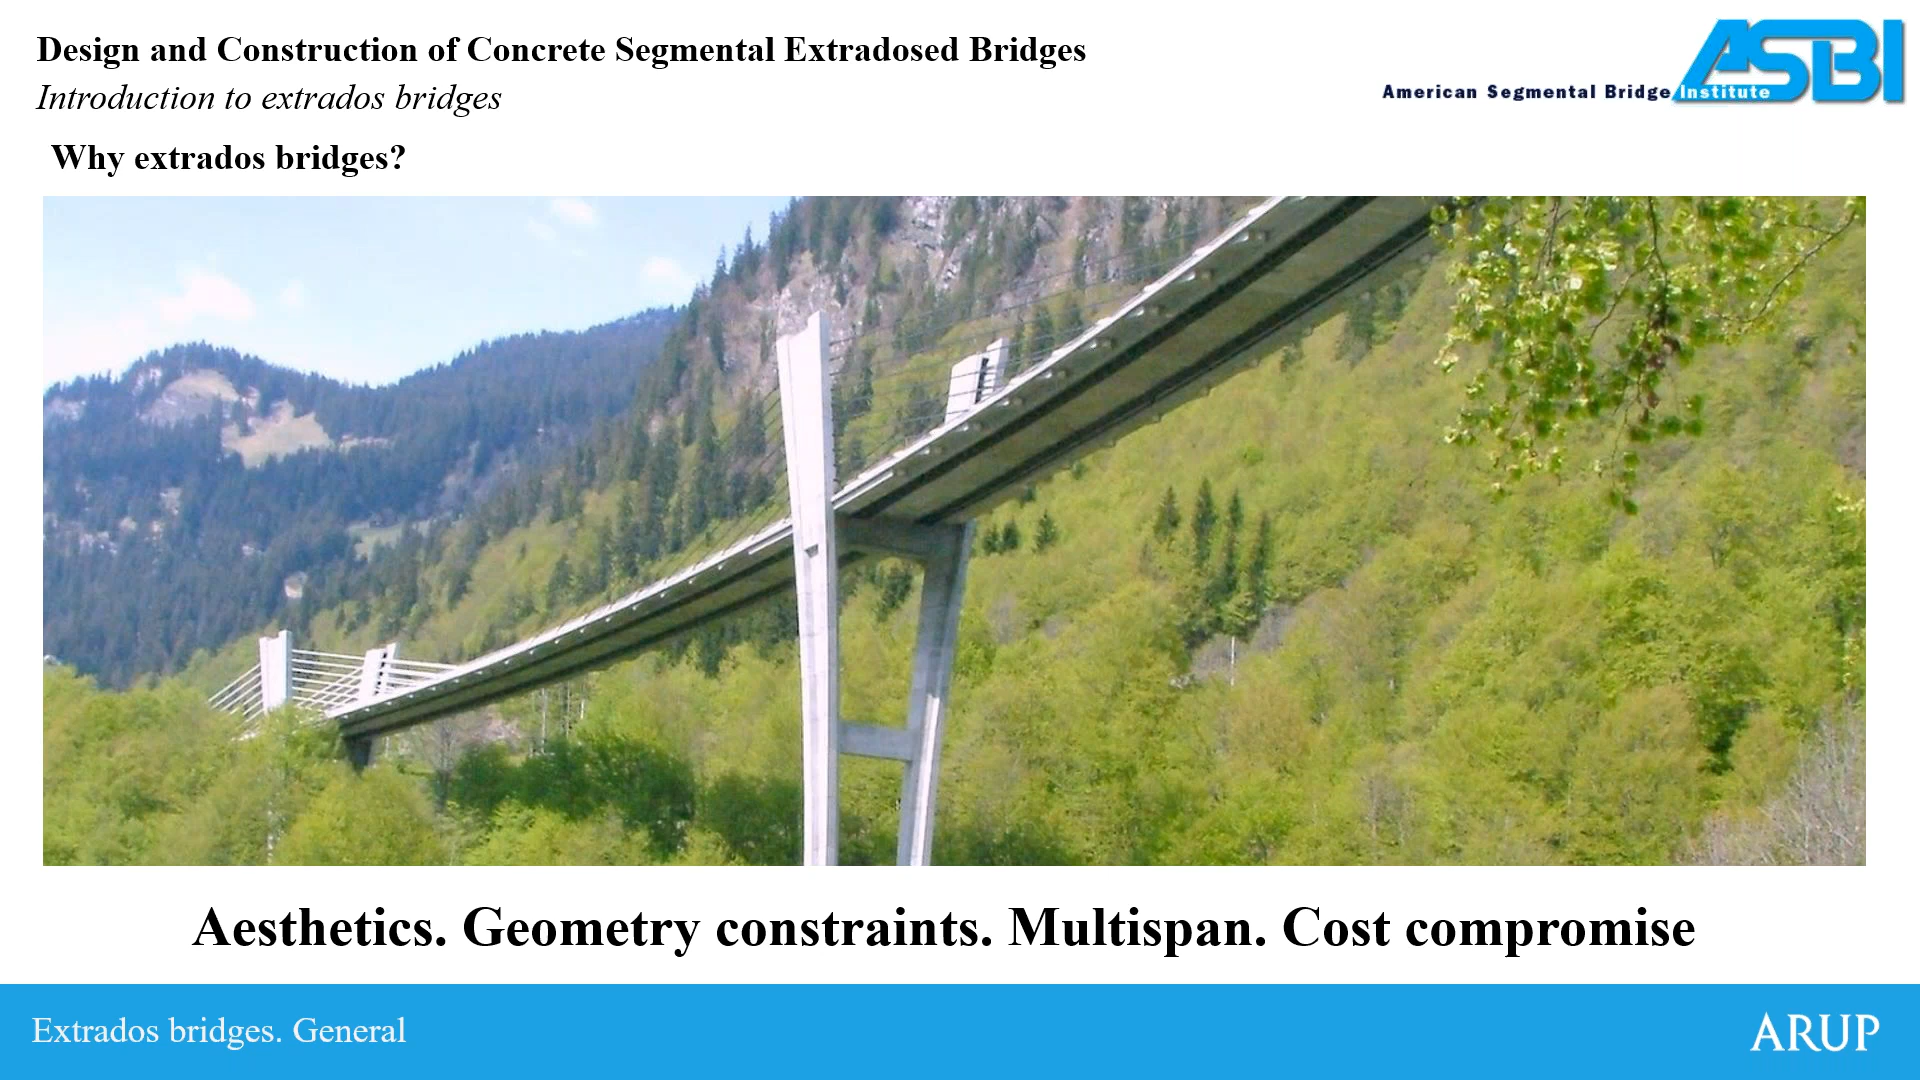 Design and Construction of Concrete Segmental Extradosed Bridges
Introduction to extrados bridges
ASBI
American Segmental Bridge Institute
Why extrados bridges?
Aesthetics. Geometry constraints. Multispan. Cost compromise
Extrados bridges. General
ARUP